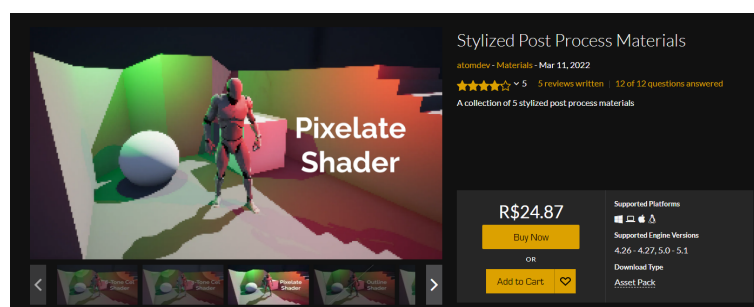 Stylized Post Process Materials
atomdev - Materials - Mar 11, 2022
5 5 reviews written | 12 of 12 questions answered
A collection of 5 stylized post process materials
Pixelate
Shader
R$24.87
Buy Now
OR
Add to Cart
Supported Platforms
Supported Engine Versions
4.26 - 4.27, 5.0 - 5.1
Download Type
Asset Pack
Pixelate
Shader
Outline
Shader